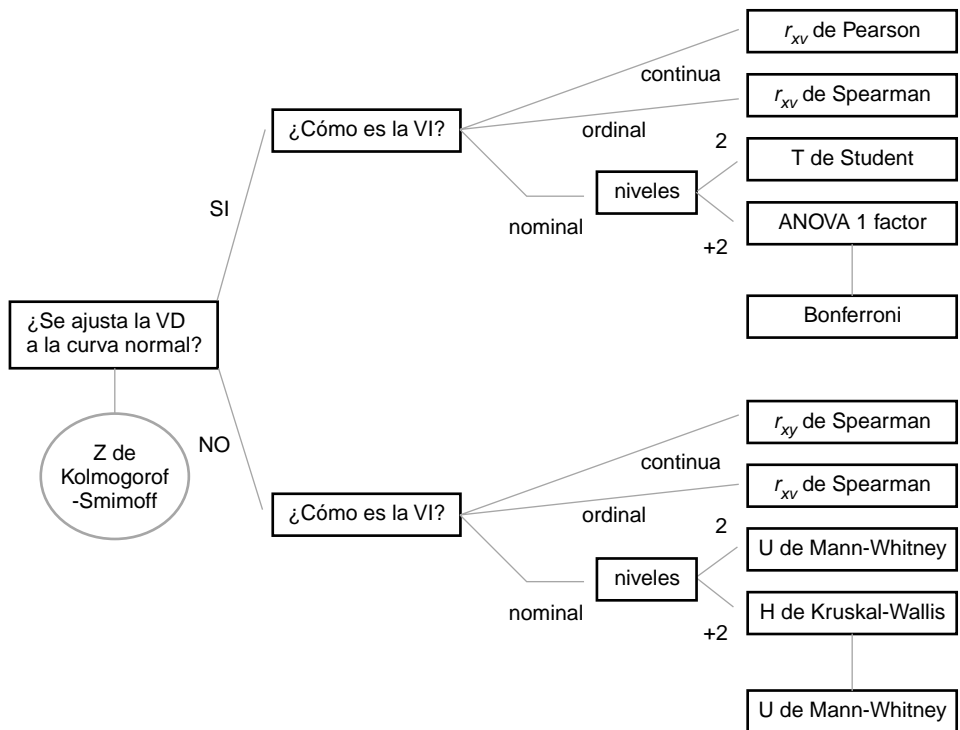 r_xv de Pearson
continua
r_xv de Spearman
¿Cómo es la VI?
ordinal
2
T de Student
niveles
SI
nominal
ANOVA 1 factor
+2
¿Se ajusta la VD
a la curva normal?
Bonferroni
Z de
Kolmogorof
-Smimoff
NO
r_xy de Spearman
continua
r_xv de Spearman
¿Cómo es la VI?
ordinal
2
U de Mann-Whitney
niveles
nominal
H de Kruskal-Wallis
+2
U de Mann-Whitney